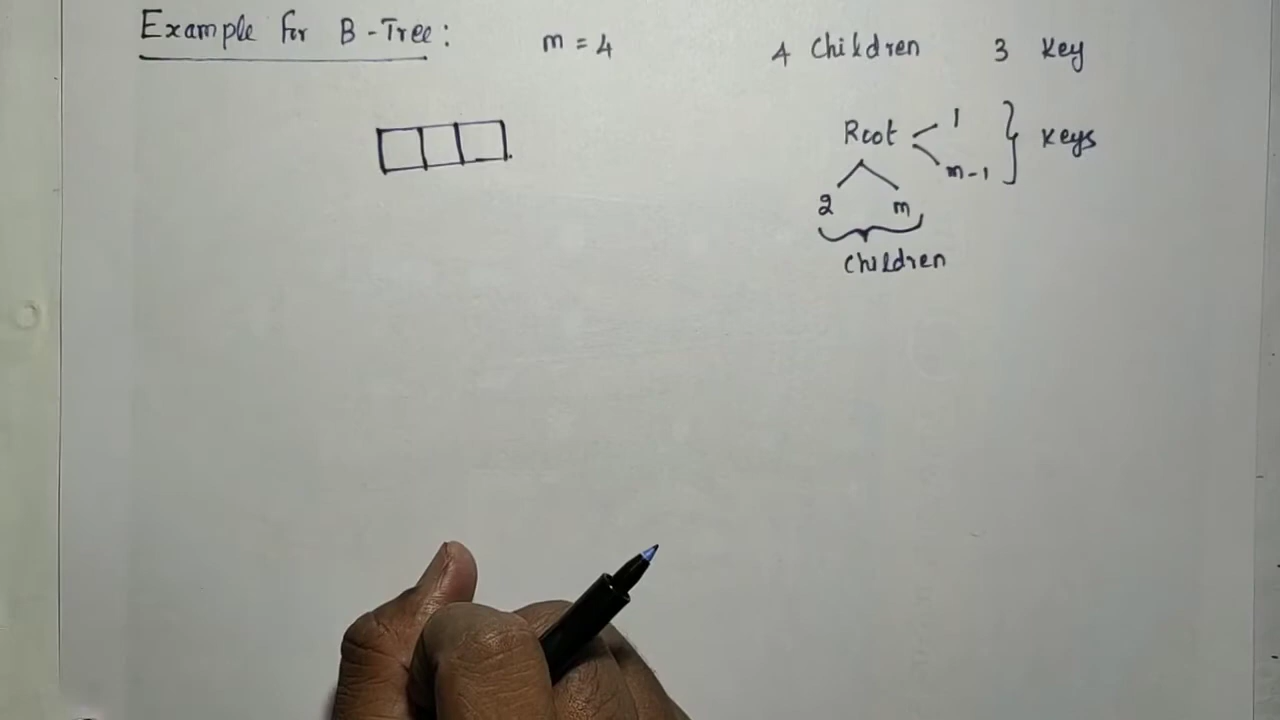 Example for B-Tree: m = 4 4 Children 3 Key
Root 1 Keys
m-1
2 m
Children